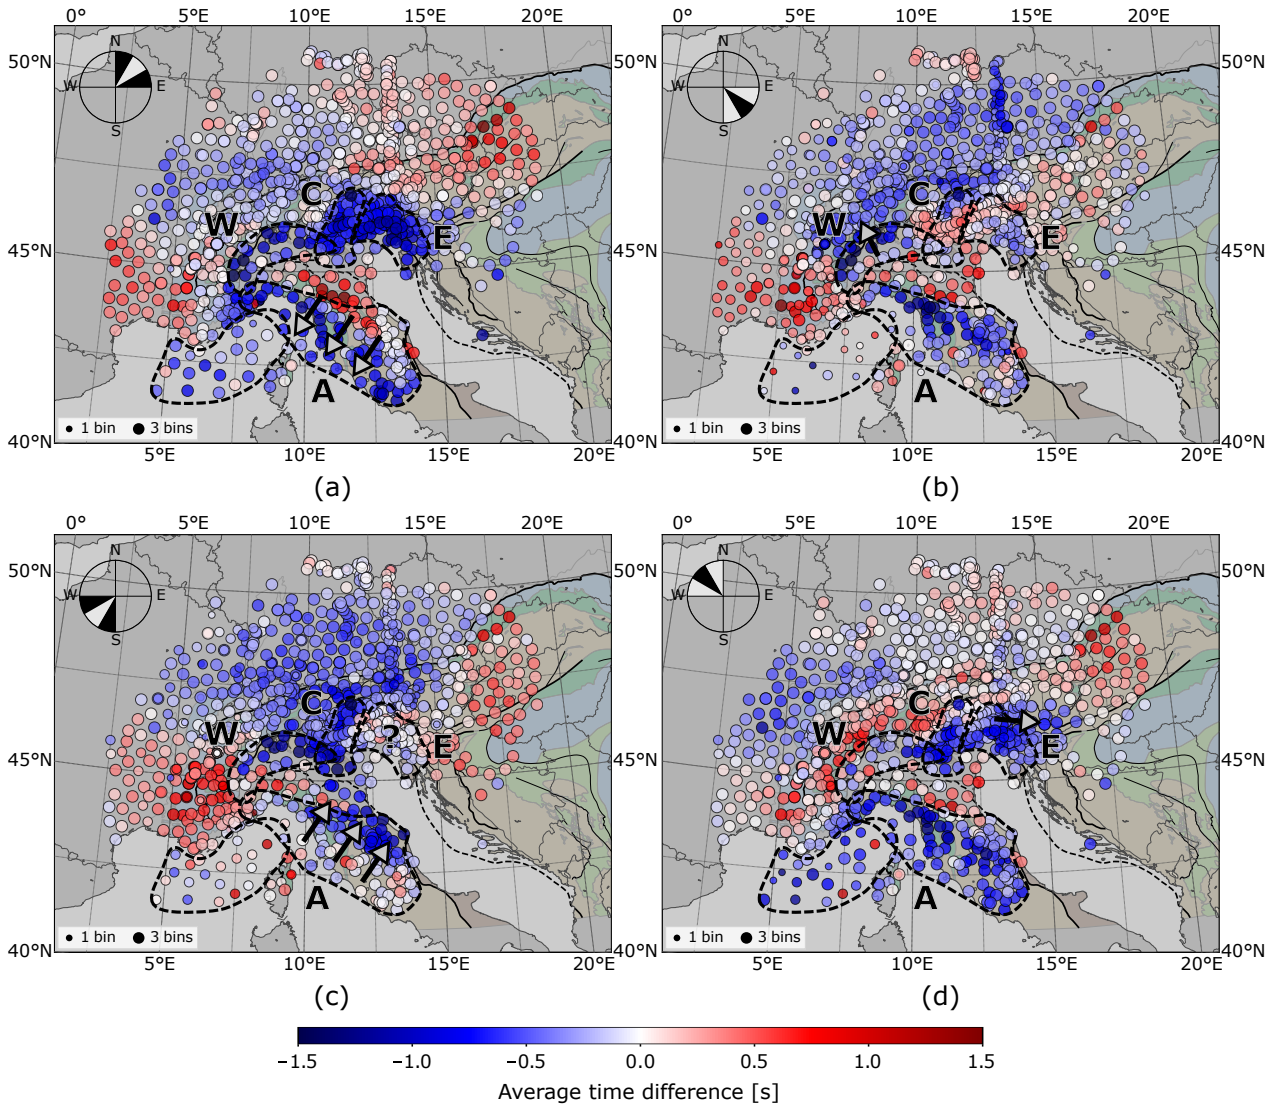 0° 5°E 10°E 15°E 20°E
0° 5°E 10°E 15°E 20°E
N
W E
S
50°N
50°N
50°N
W E
N
S
C
W
E
45°N
45°N
45°N
C
W
E
A
A
1 bin 3 bins
1 bin 3 bins
40°N
40°N
40°N
5°E 10°E 15°E 20°E
5°E 10°E 15°E 20°E
(a)
(b)
0° 5°E 10°E 15°E 20°E
0° 5°E 10°E 15°E 20°E
N
W E
S
50°N
50°N
50°N
N
W E
S
C
W
?
E
45°N
45°N
45°N
C
W
E
A
A
1 bin 3 bins
1 bin 3 bins
40°N
40°N
40°N
5°E 10°E 15°E 20°E
5°E 10°E 15°E 20°E
(c)
(d)
−1.5 −1.0 −0.5 0.0 0.5 1.0 1.5
Average time difference [s]